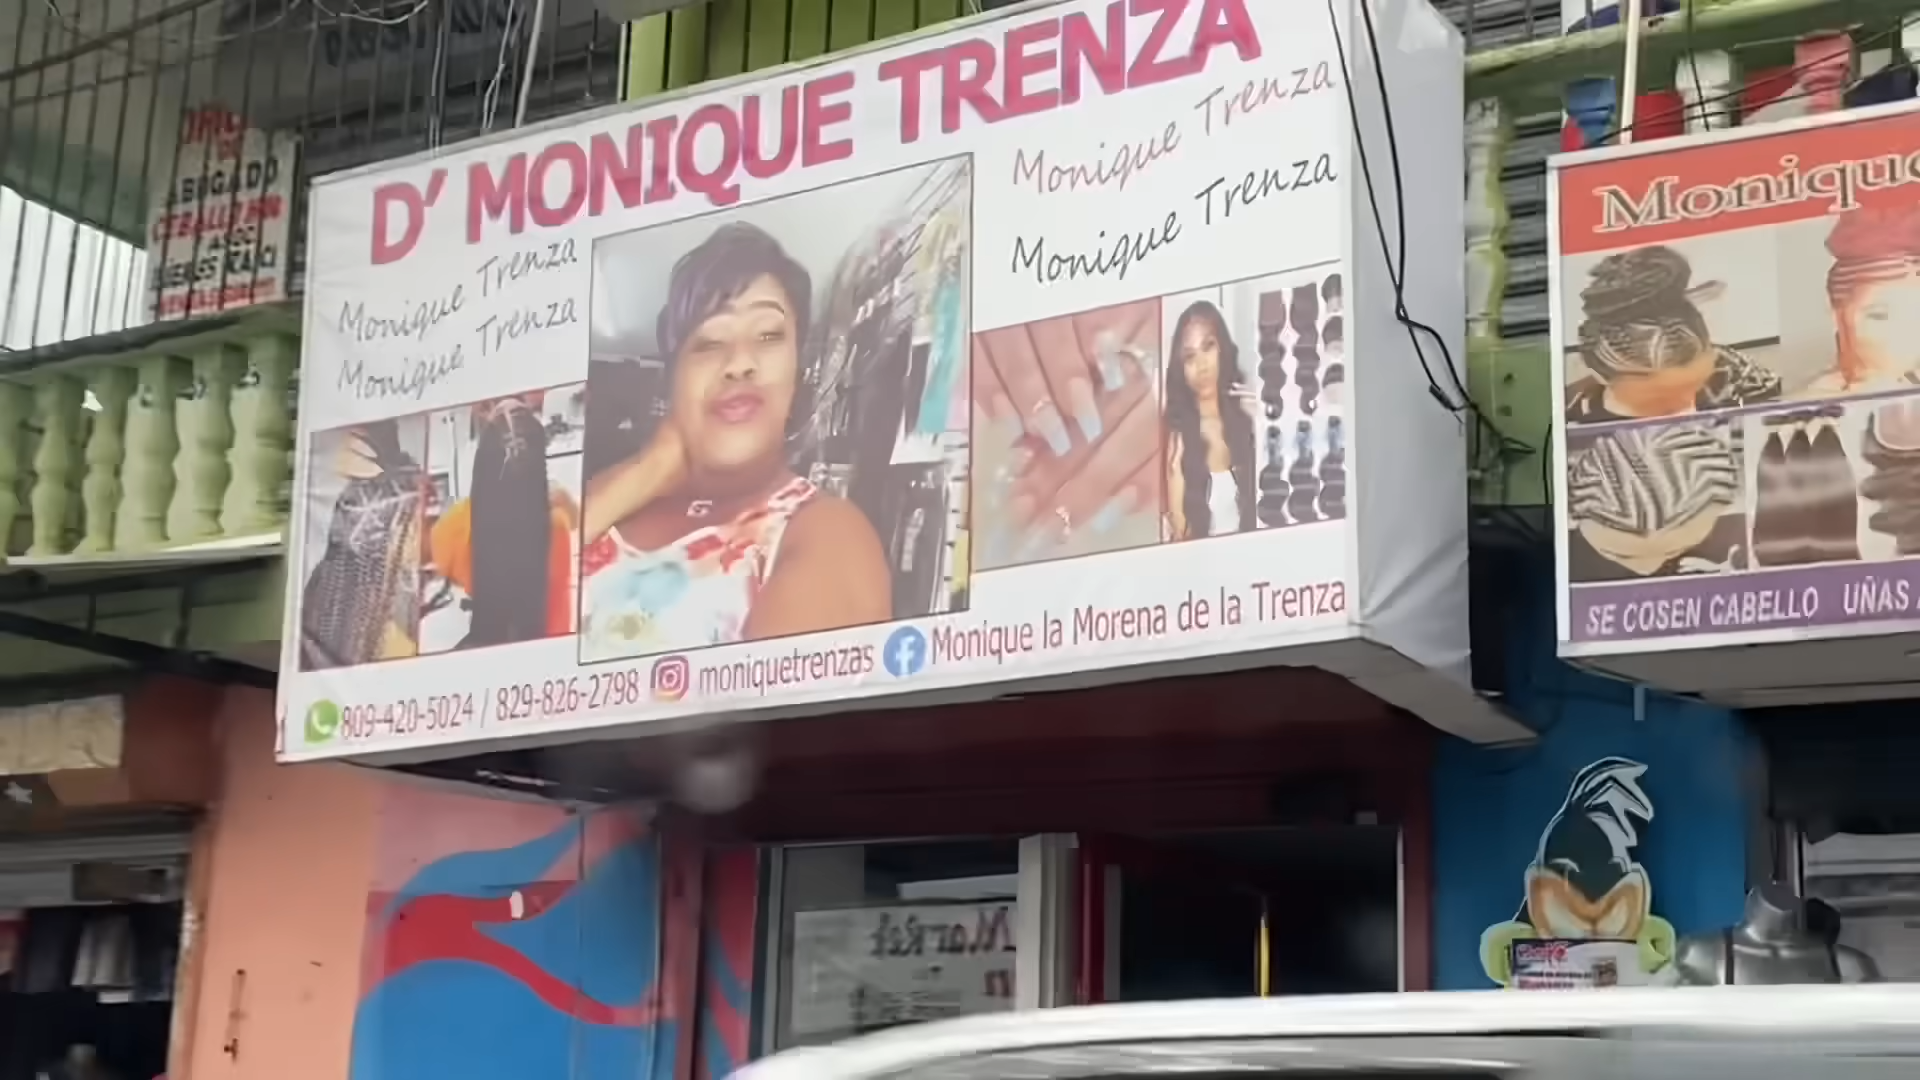 D' MONIQUE TRENZA
Monique Trenza
Monique Trenza
Monique Trenza
Monique Trenza
809-420-5024 / 829-826-2798 moniquetrenzas Monique la Morena de la Trenza
Monique
SE COSEN CABELLO UÑAS
ABOGADO
Market